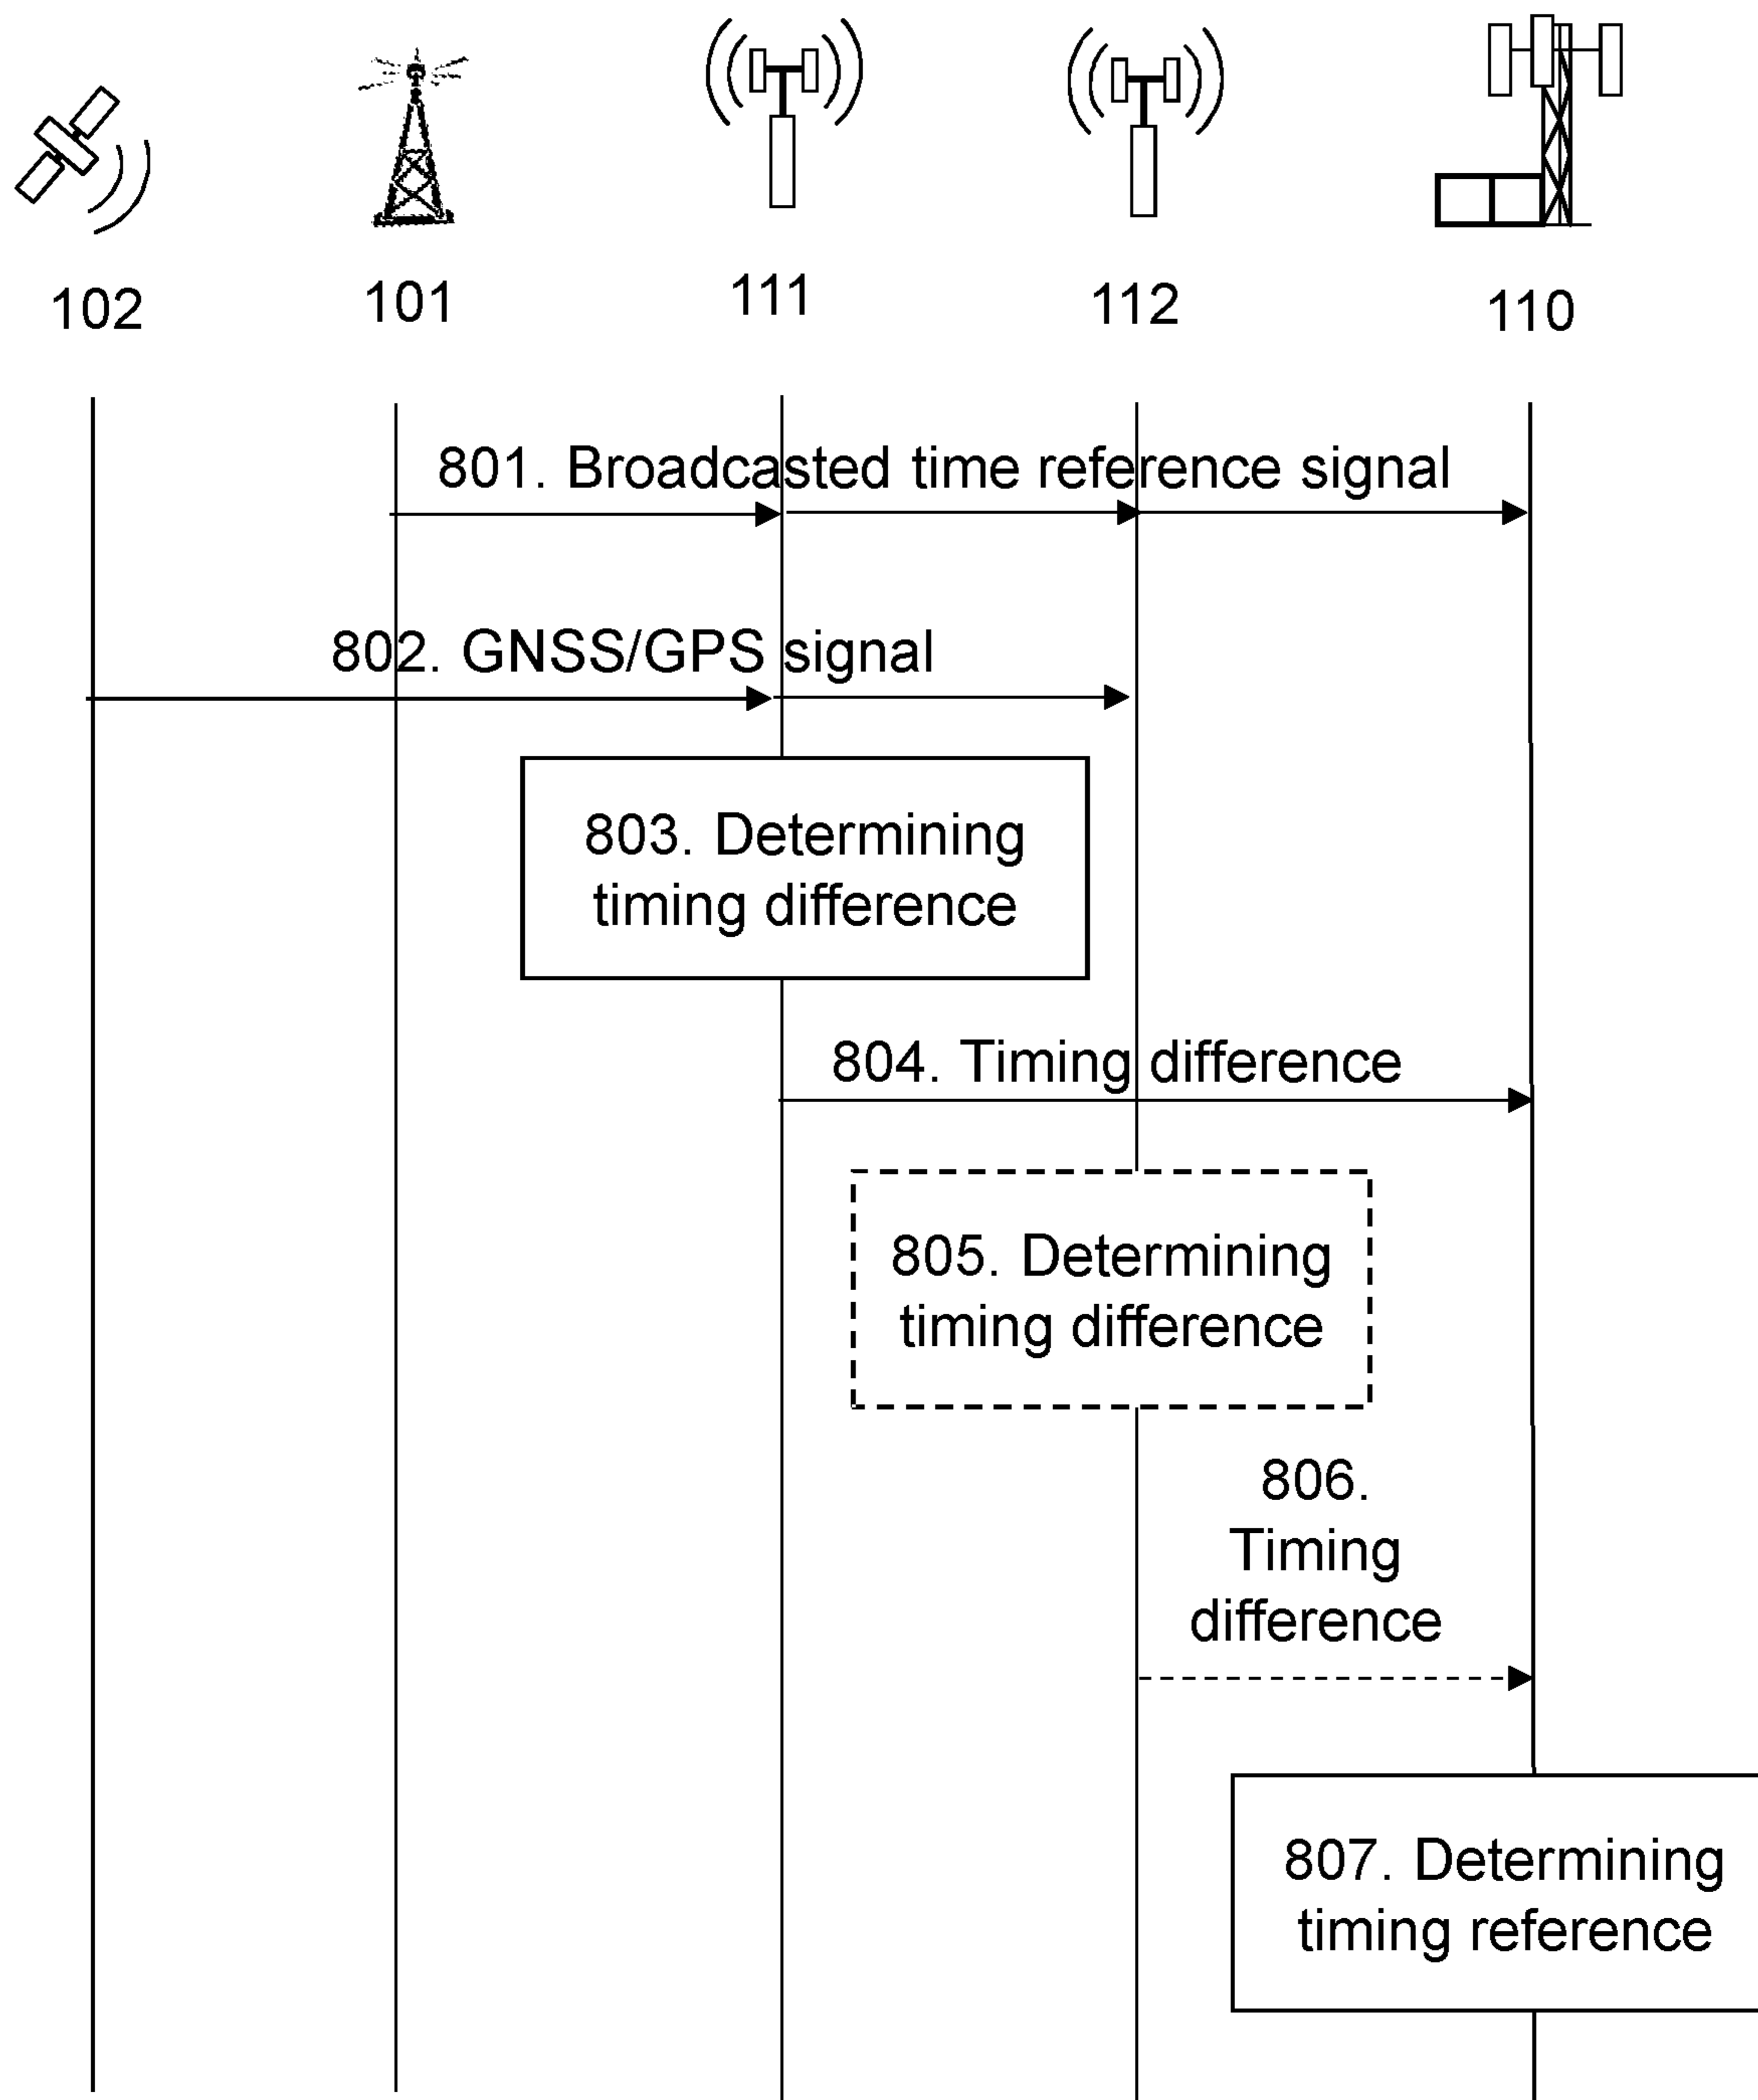 102
101
111
112
110
801. Broadcasted time reference signal
802. GNSS/GPS signal
803. Determining
timing difference
804. Timing difference
805. Determining
timing difference
806.
Timing
difference
807. Determining
timing reference